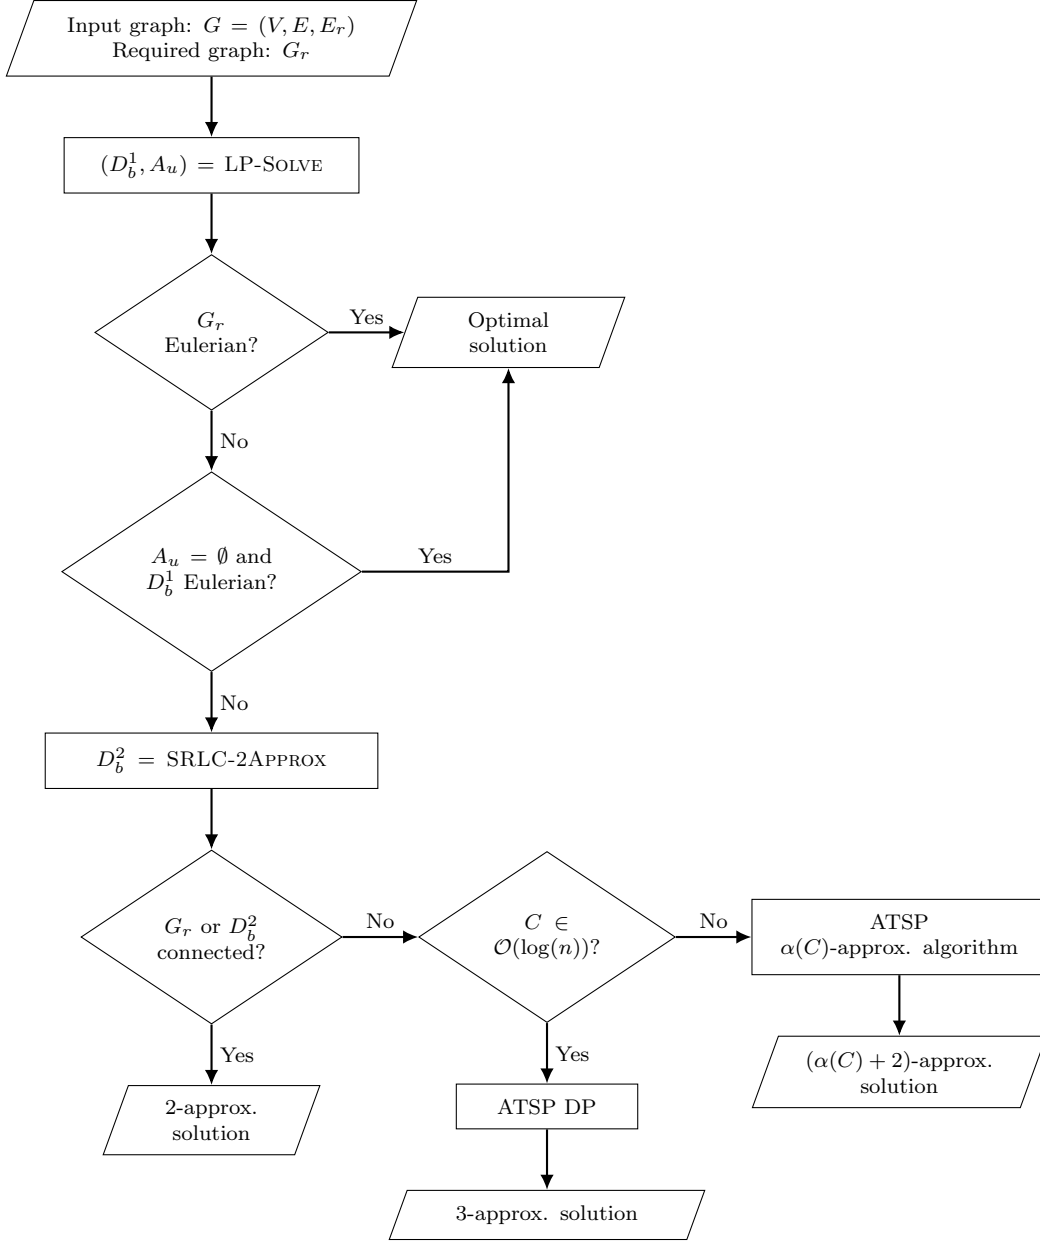 Input graph: G = (V, E, E_r)
Required graph: G_r
(D_b^1, A_u) = LP-SOLVE
G_r
Eulerian?
Yes
Optimal
solution
No
A_u = ∅ and
D_b^1 Eulerian?
Yes
No
D_b^2 = SRLC-2APPROX
G_r or D_b^2
connected?
No
C ∈
O(log(n))?
No
ATSP
α(C)-approx. algorithm
Yes
2-approx.
solution
Yes
ATSP DP
3-approx. solution
(α(C) + 2)-approx.
solution